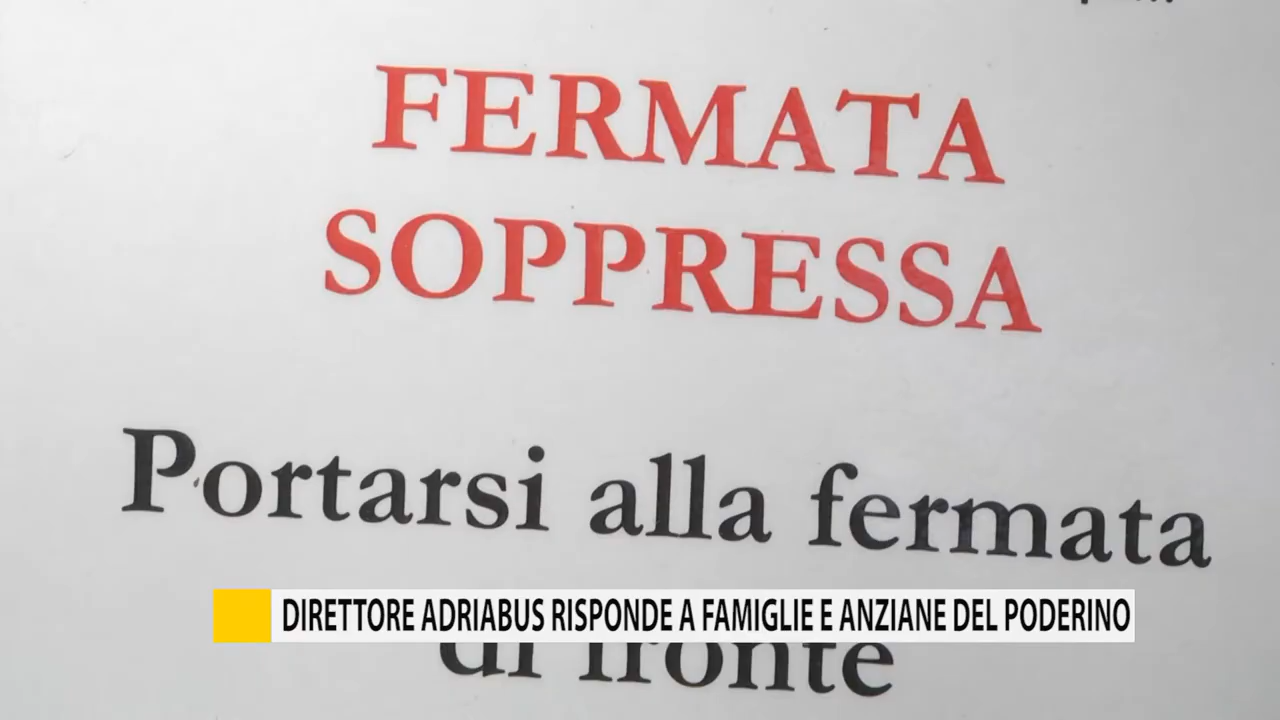 FERMATA
SOPPRESSA
Portarsi alla fermata
di fronte
DIRETTORE ADRIABUS RISPONDE A FAMIGLIE E ANZIANE DEL PODERINO